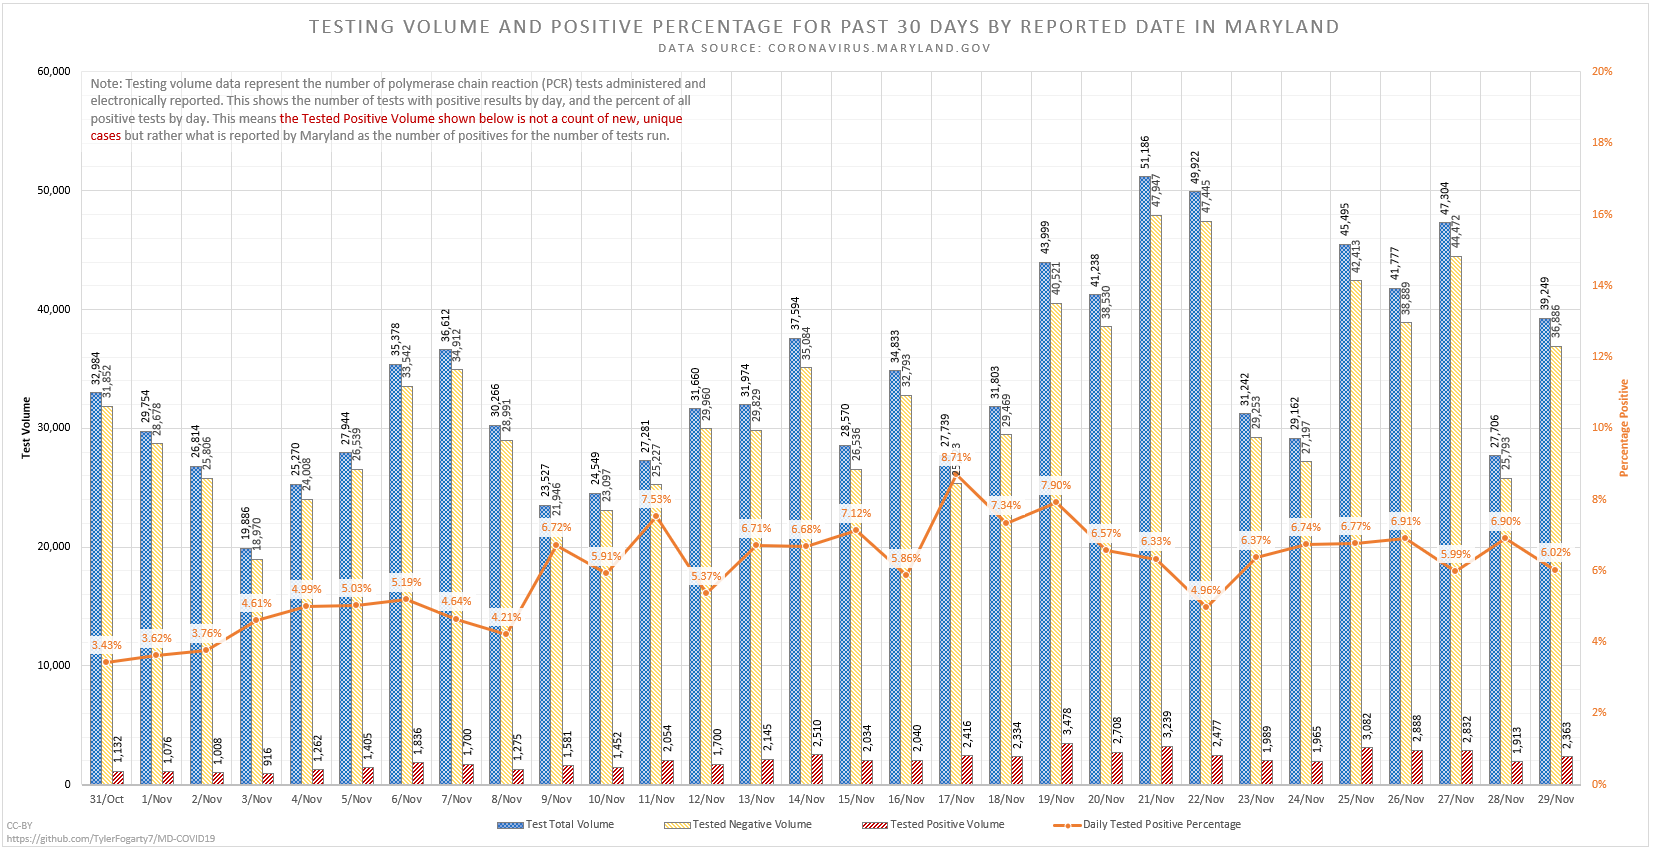 TESTING VOLUME AND POSITIVE PERCENTAGE FOR PAST 30 DAYS BY REPORTED DATE IN MARYLAND
DATA SOURCE: CORONAVIRUS.MARYLAND.GOV
Note: Testing volume data represent the number of polymerase chain reaction (PCR) tests administered and
electronically reported. This shows the number of tests with positive results by day, and the percent of all
positive tests by day. This means the Tested Positive Volume shown below is not a count of new, unique
cases but rather what is reported by Maryland as the number of positives for the number of tests run.
Test Volume
60,000
50,000
40,000
30,000
20,000
10,000
0
Percentage Positive
20%
18%
16%
14%
12%
10%
8%
6%
4%
2%
0%
32,984 31,852 3.43% 1,132
29,754 28,678 3.62% 1,076
26,814 25,806 3.76% 1,008
19,886 18,970 4.61% 916
25,270 24,008 4.99% 1,262
27,944 26,539 5.03% 1,405
35,378 33,542 5.19% 1,836
36,612 34,912 4.64% 1,700
30,266 28,991 4.21% 1,275
23,527 21,946 6.72% 1,581
24,549 23,097 5.91% 1,452
27,281 25,227 7.53% 2,054
31,660 29,960 5.37% 1,700
31,974 29,829 6.71% 2,145
37,594 35,084 6.68% 2,510
28,570 26,536 7.12% 2,034
34,833 32,793 5.86% 2,040
27,739 8.71% 2,416
31,803 29,469 7.34% 2,334
43,999 40,521 7.90% 3,478
41,238 38,530 6.57% 2,708
51,186 47,947 6.33% 3,239
49,922 47,445 4.96% 2,477
31,242 29,253 6.37% 1,989
29,162 27,197 6.74% 1,965
45,495 42,413 6.77% 3,082
41,777 38,889 6.91% 2,888
47,304 44,472 5.99% 2,832
27,706 25,793 6.90% 1,913
39,249 36,886 6.02% 2,363
31/Oct 1/Nov 2/Nov 3/Nov 4/Nov 5/Nov 6/Nov 7/Nov 8/Nov 9/Nov 10/Nov 11/Nov 12/Nov 13/Nov 14/Nov 15/Nov 16/Nov 17/Nov 18/Nov 19/Nov 20/Nov 21/Nov 22/Nov 23/Nov 24/Nov 25/Nov 26/Nov 27/Nov 28/Nov 29/Nov
Test Total Volume Tested Negative Volume Tested Positive Volume Daily Tested Positive Percentage
CC-BY
https://github.com/TylerFogarty7/MD-COVID19